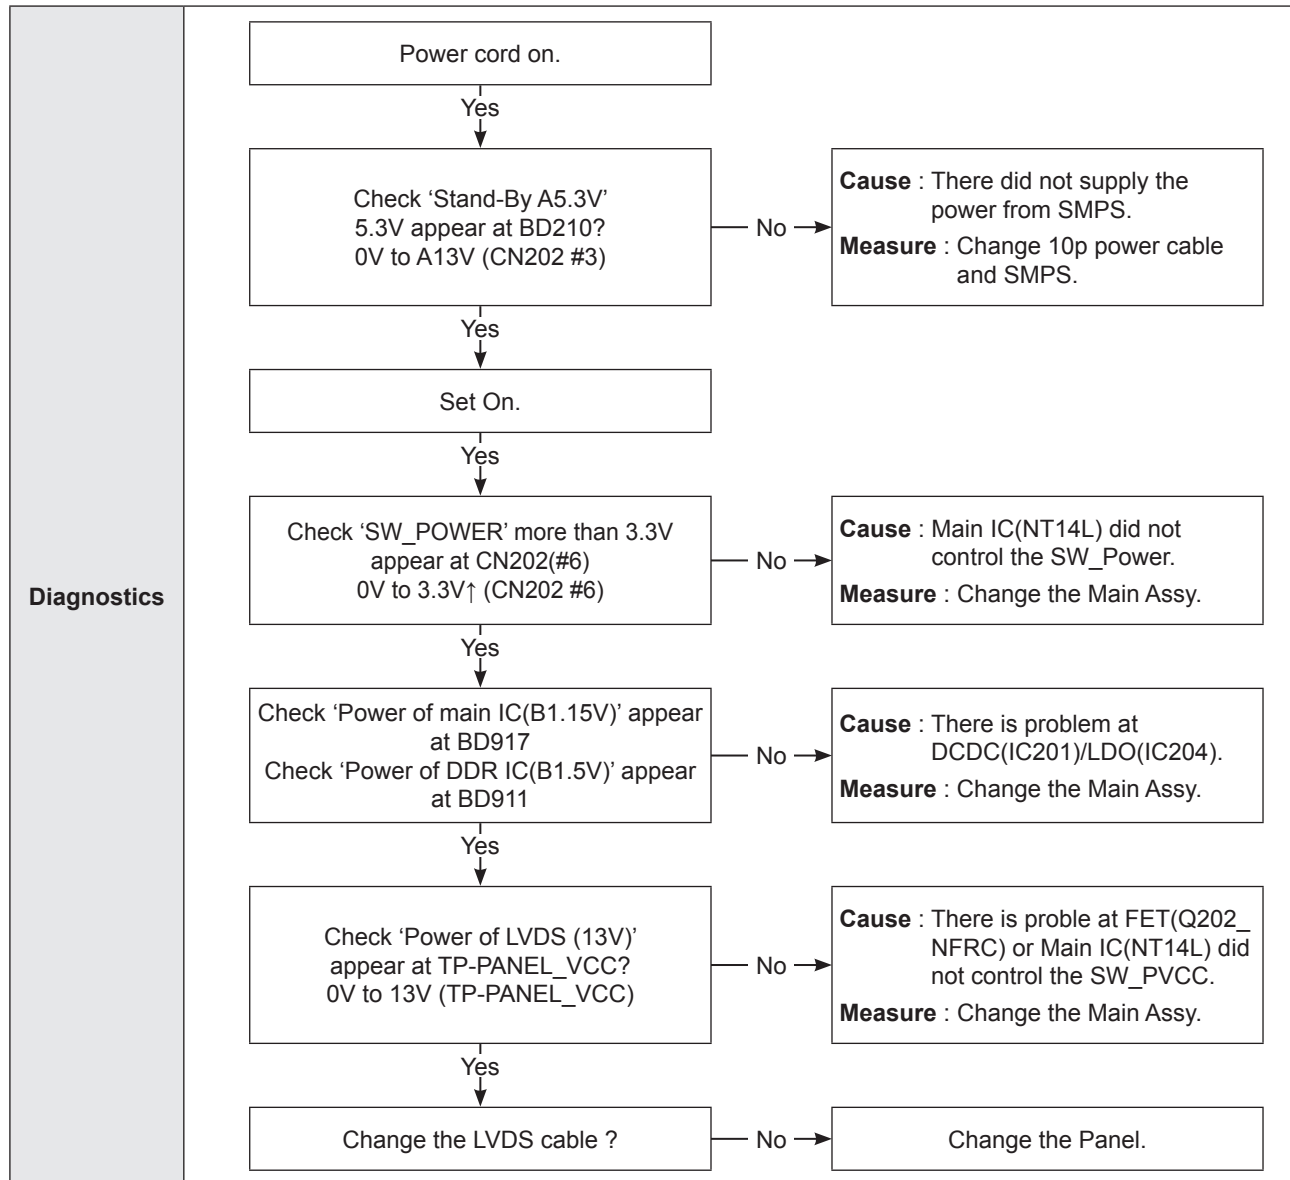 Diagnostics
Power cord on.
Yes
Check ‘Stand-By A5.3V’
5.3V appear at BD210?
0V to A13V (CN202 #3)
No
Cause : There did not supply the
power from SMPS.
Measure : Change 10p power cable
and SMPS.
Yes
Set On.
Yes
Check ‘SW_POWER’ more than 3.3V
appear at CN202(#6)
0V to 3.3V↑ (CN202 #6)
No
Cause : Main IC(NT14L) did not
control the SW_Power.
Measure : Change the Main Assy.
Yes
Check ‘Power of main IC(B1.15V)’ appear
at BD917
Check ‘Power of DDR IC(B1.5V)’ appear
at BD911
No
Cause : There is problem at
DCDC(IC201)/LDO(IC204).
Measure : Change the Main Assy.
Yes
Check ‘Power of LVDS (13V)’
appear at TP-PANEL_VCC?
0V to 13V (TP-PANEL_VCC)
No
Cause : There is proble at FET(Q202_
NFRC) or Main IC(NT14L) did
not control the SW_PVCC.
Measure : Change the Main Assy.
Yes
Change the LVDS cable ?
No
Change the Panel.